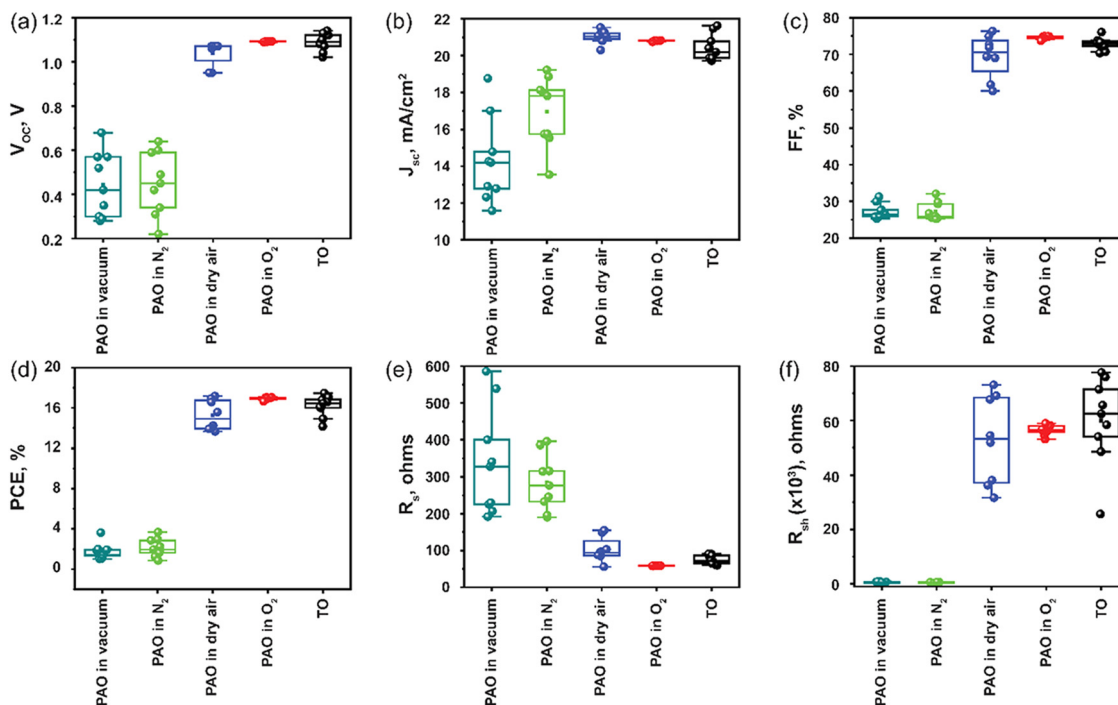 (a)
1.2
1.0
0.8
0.6
0.4
0.2
V_OC, V
PAO in vacuum
PAO in N₂
PAO in dry air
PAO in O₂
TO
(b)
22
20
18
16
14
12
10
J_sc, mA/cm²
PAO in vacuum
PAO in N₂
PAO in dry air
PAO in O₂
TO
(c)
80
70
60
50
40
30
20
FF, %
PAO in vacuum
PAO in N₂
PAO in dry air
PAO in O₂
TO
(d)
20
16
12
8
4
2
0
PCE, %
PAO in vacuum
PAO in N₂
PAO in dry air
PAO in O₂
TO
(e)
600
500
400
300
200
100
0
R_s, ohms
PAO in vacuum
PAO in N₂
PAO in dry air
PAO in O₂
TO
(f)
80
60
40
20
0
R_sh (x10³), ohms
PAO in vacuum
PAO in N₂
PAO in dry air
PAO in O₂
TO